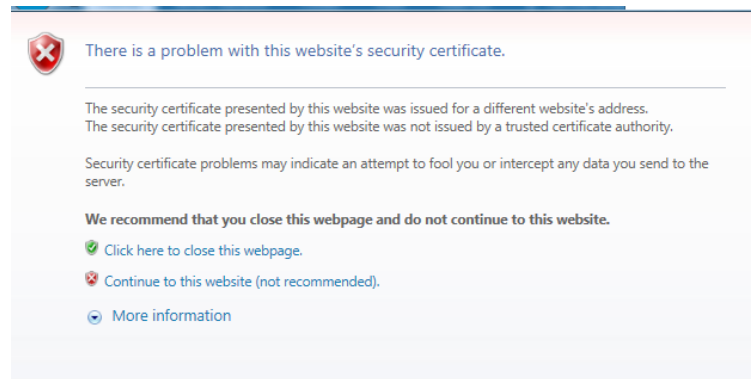 There is a problem with this website's security certificate.
The security certificate presented by this website was issued for a different website's address.
The security certificate presented by this website was not issued by a trusted certificate authority.
Security certificate problems may indicate an attempt to fool you or intercept any data you send to the
server.
We recommend that you close this webpage and do not continue to this website.
Click here to close this webpage.
Continue to this website (not recommended).
More information